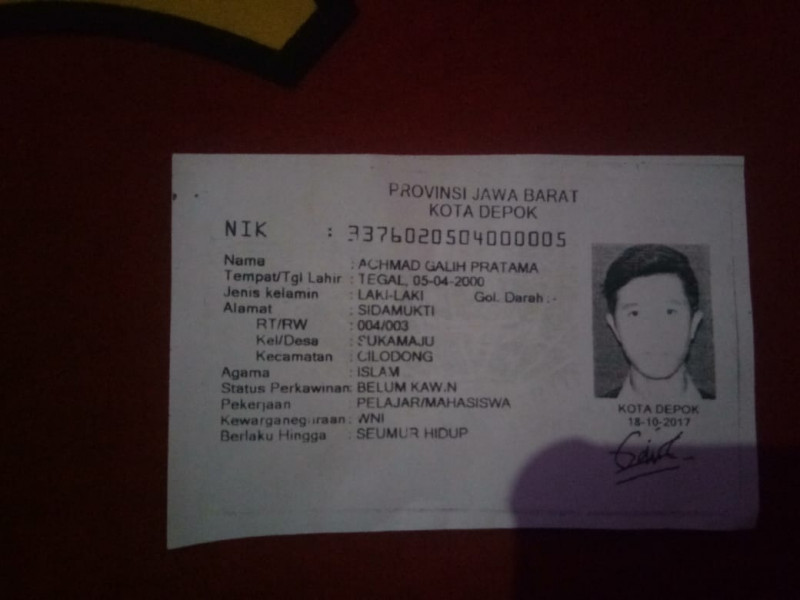 PROVINSI JAWA BARAT
KOTA DEPOK
NIK : 3376020504000005
Nama : ACHMAD GALIH PRATAMA
Tempat/Tgl Lahir : TEGAL, 05-04-2000
Jenis kelamin : LAKI-LAKI Gol. Darah : -
Alamat : SIDAMUKTI
RT/RW : 004/003
Kel/Desa : SUKAMAJU
Kecamatan : CILODONG
Agama : ISLAM
Status Perkawinan: BELUM KAWIN
Pekerjaan : PELAJAR/MAHASISWA
Kewarganegaraan : WNI
Berlaku Hingga : SEUMUR HIDUP
KOTA DEPOK
18-10-2017